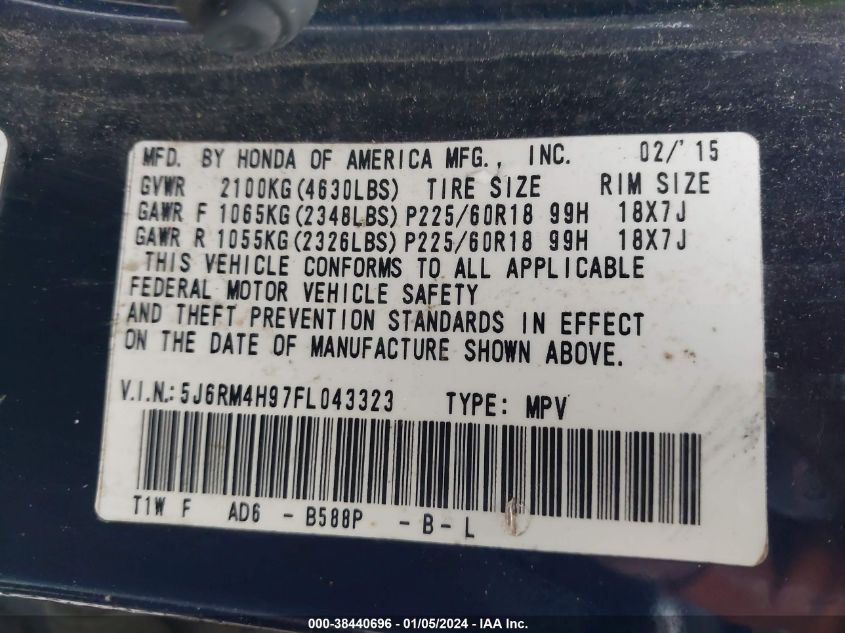 MFD. BY HONDA OF AMERICA MFG., INC. 02/'15
GVWR 2100KG(4630LBS) TIRE SIZE RIM SIZE
GAWR F 1065KG(2348LBS) P225/60R18 99H 18X7J
GAWR R 1055KG(2326LBS) P225/60R18 99H 18X7J
THIS VEHICLE CONFORMS TO ALL APPLICABLE
FEDERAL MOTOR VEHICLE SAFETY
AND THEFT PREVENTION STANDARDS IN EFFECT
ON THE DATE OF MANUFACTURE SHOWN ABOVE.
V.I.N.:5J6RM4H97FL043323 TYPE: MPV
T1W F AD6 - B588P - B - L
000-38440696 - 01/05/2024 - IAA Inc.